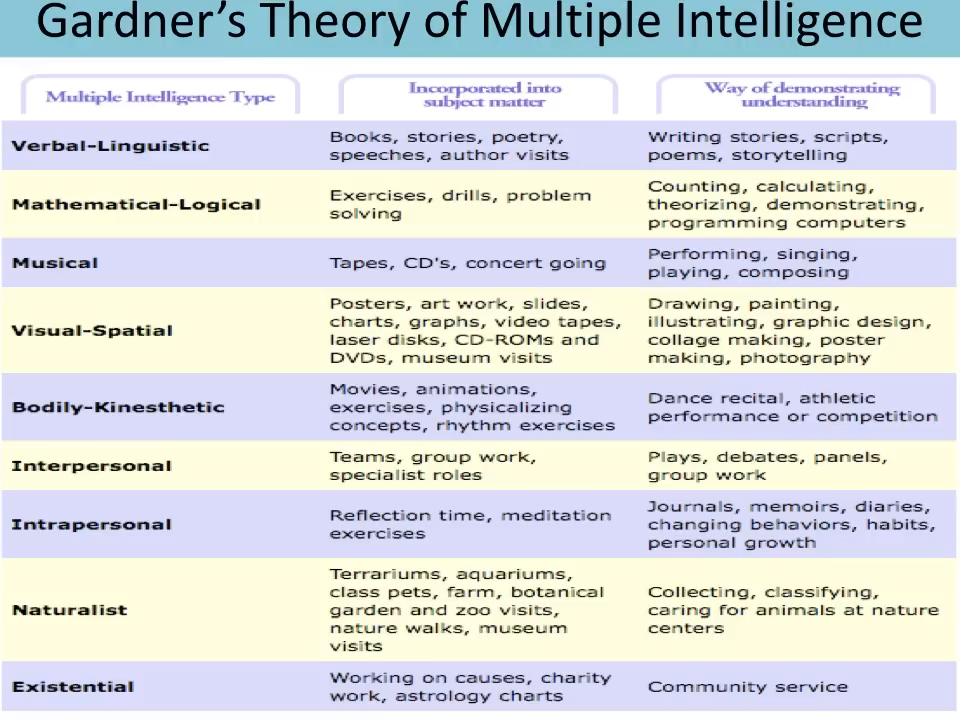 Gardner's Theory of Multiple Intelligence
Multiple Intelligence Type
Incorporated into
subject matter
Way of demonstrating
understanding
Verbal-Linguistic
Books, stories, poetry,
speeches, author visits
Writing stories, scripts,
poems, storytelling
Mathematical-Logical
Exercises, drills, problem
solving
Counting, calculating,
theorizing, demonstrating,
programming computers
Musical
Tapes, CD's, concert going
Performing, singing,
playing, composing
Visual-Spatial
Posters, art work, slides,
charts, graphs, video tapes,
laser disks, CD-ROMs and
DVDs, museum visits
Drawing, painting,
illustrating, graphic design,
collage making, poster
making, photography
Bodily-Kinesthetic
Movies, animations,
exercises, physicalizing
concepts, rhythm exercises
Dance recital, athletic
performance or competition
Interpersonal
Teams, group work,
specialist roles
Plays, debates, panels,
group work
Intrapersonal
Reflection time, meditation
exercises
Journals, memoirs, diaries,
changing behaviors, habits,
personal growth
Naturalist
Terrariums, aquariums,
class pets, farm, botanical
garden and zoo visits,
nature walks, museum
visits
Collecting, classifying,
caring for animals at nature
centers
Existential
Working on causes, charity
work, astrology charts
Community service